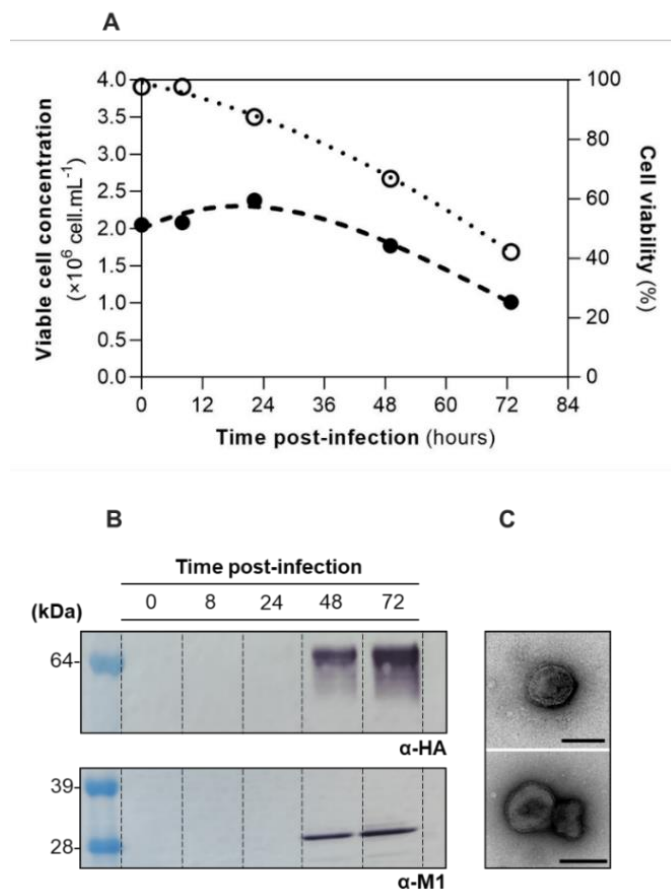 A
Viable cell concentration
(×10⁶ cell.mL⁻¹)
4.0
3.5
3.0
2.5
2.0
1.5
1.0
0.5
0.0
100
80
60
40
20
0
Cell viability
(%)
0 12 24 36 48 60 72 84
Time post-infection (hours)
B
Time post-infection
(kDa) 0 8 24 48 72
64-
α-HA
39-
28-
α-M1
C